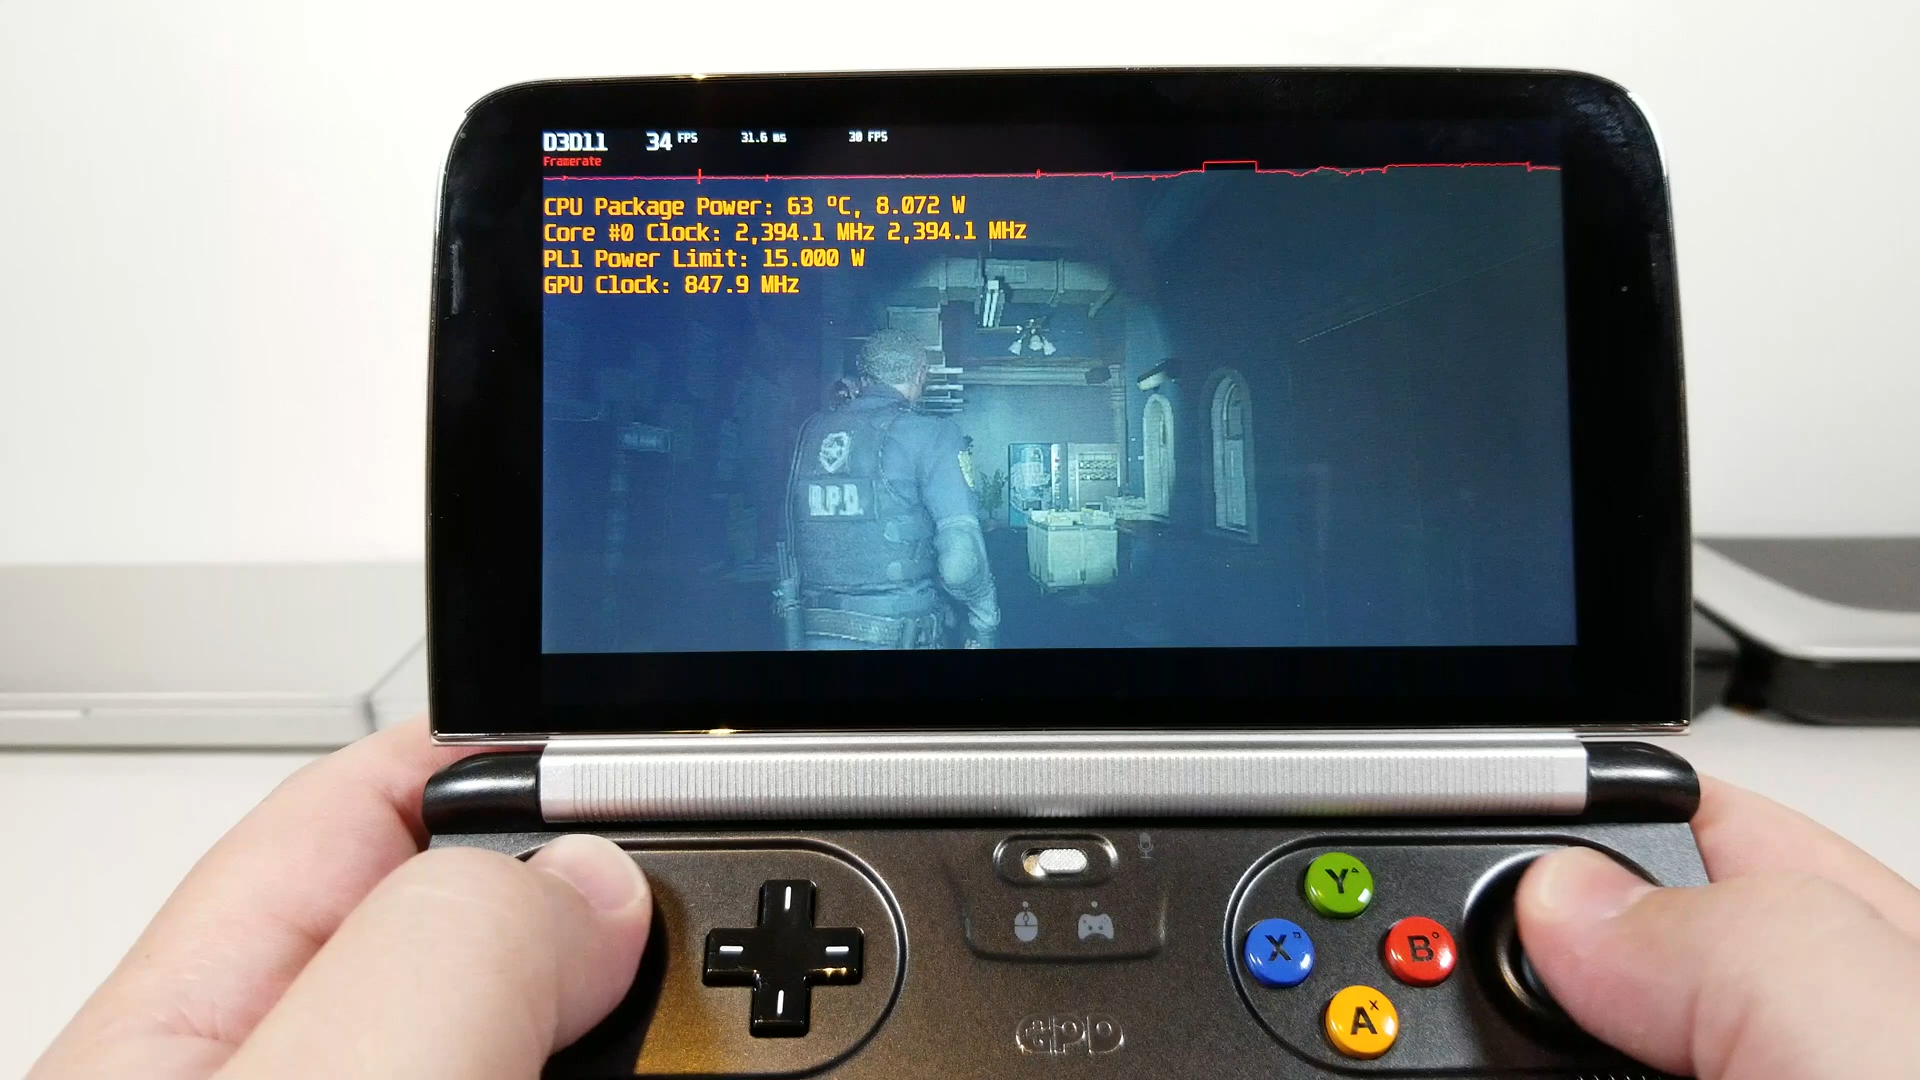 D3D11 34 FPS 31.6 ms 30 FPS
Framerate
CPU Package Power: 63 ºC, 8.072 W
Core #0 Clock: 2,394.1 MHz 2,394.1 MHz
PL1 Power Limit: 15.000 W
GPU Clock: 847.9 MHz
R.P.D.
Y
X
B
A
GPD